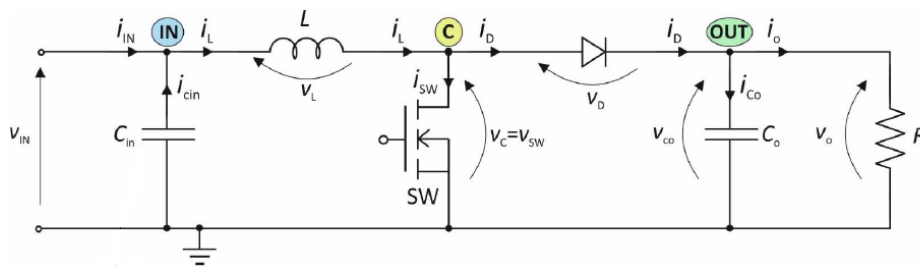 i_IN IN i_L L i_L C i_D i_D OUT i_o
v_L
i_cin
i_SW
v_D
i_Co
v_IN
C_in
v_C=v_SW
v_co
C_o
v_o
SW